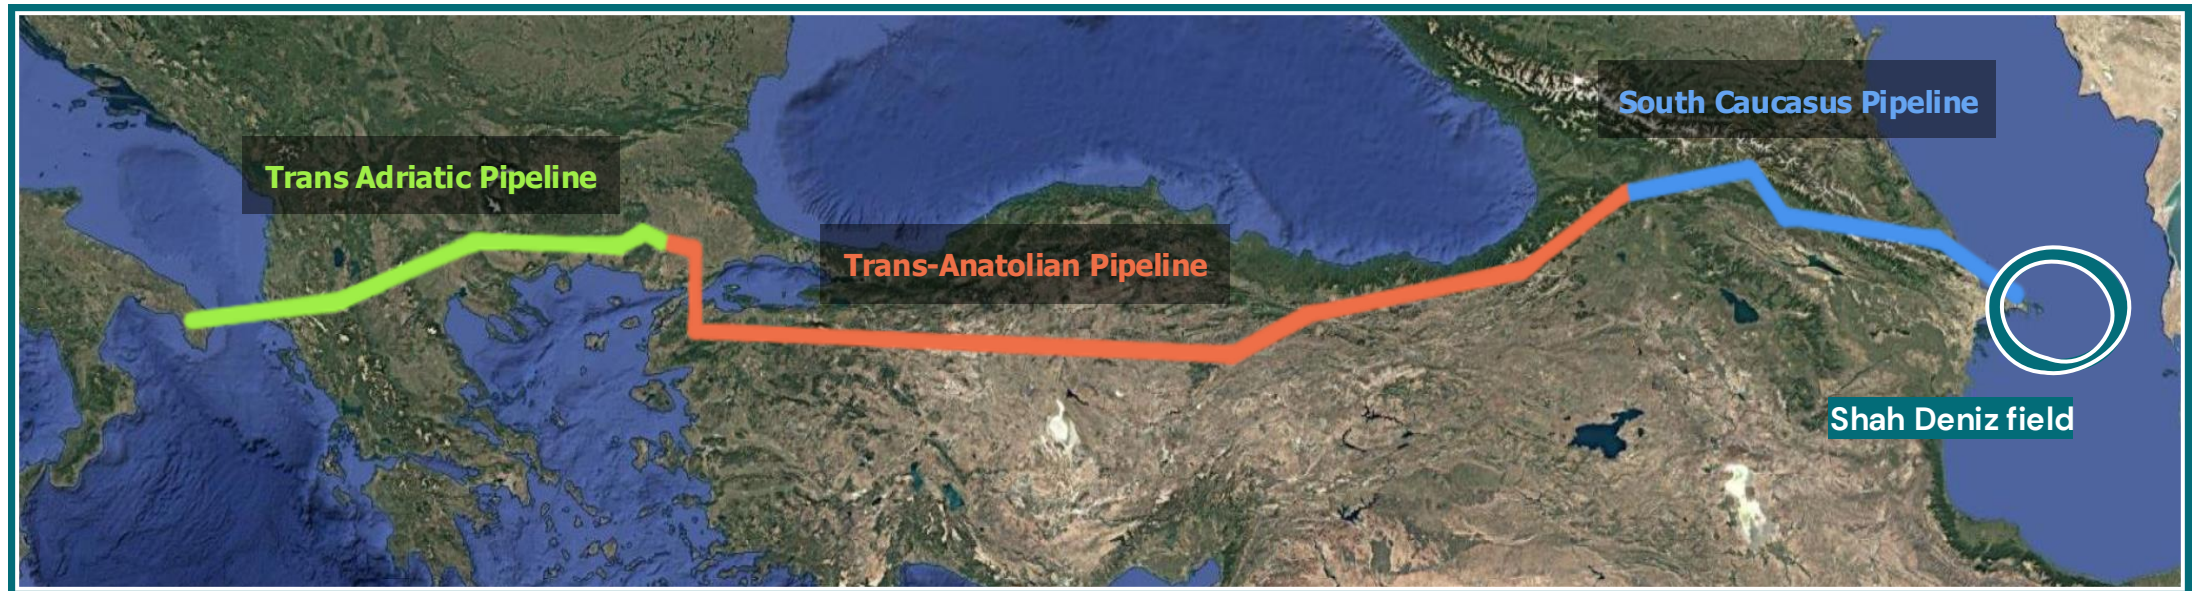 South Caucasus Pipeline
Trans Adriatic Pipeline
Trans-Anatolian Pipeline
Shah Deniz field